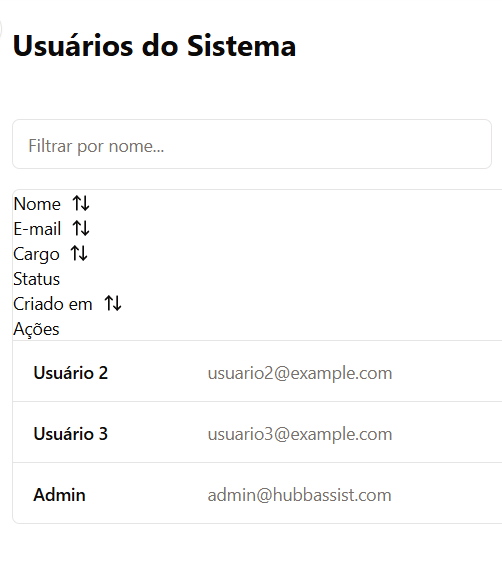 Usuários do Sistema
Filtrar por nome...
Nome
E-mail
Cargo
Status
Criado em
Ações
Usuário 2 usuario2@example.com
Usuário 3 usuario3@example.com
Admin admin@hubbassist.com